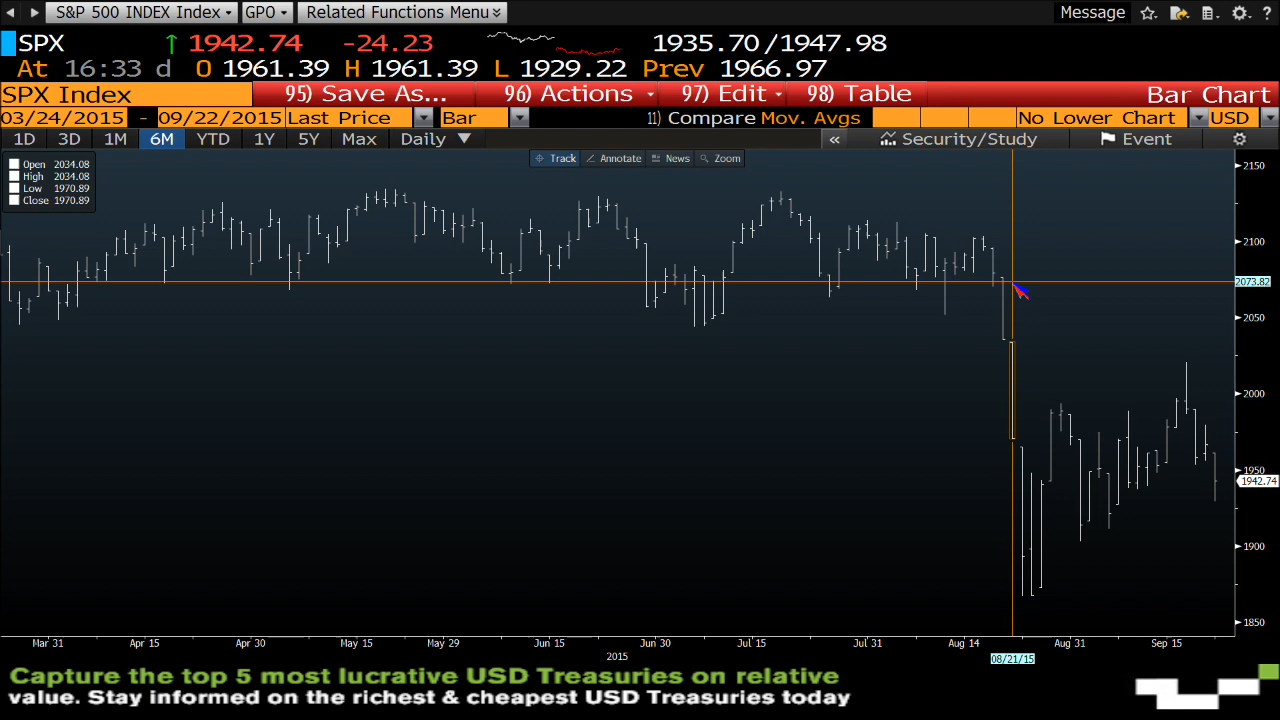 S&P 500 INDEX Index GPO Related Functions Menu Message ?
SPX 1942.74 -24.23 1935.70/1947.98
At 16:33 d O 1961.39 H 1961.39 L 1929.22 Prev 1966.97
SPX Index 95) Save As... 96) Actions 97) Edit 98) Table Bar Chart
03/24/2015 - 09/22/2015 Last Price Bar 11) Compare Mov. Avgs No Lower Chart USD
1D 3D 1M 6M YTD 1Y 5Y Max Daily « Security/Study Event
Track Annotate News Zoom
Open 2034.08
High 2034.08
Low 1970.89
Close 1970.89
2150
2100
2073.82
2050
2000
1950
1942.74
1900
1850
Mar 31 Apr 15 Apr 30 May 15 May 29 Jun 15 Jun 30 Jul 15 Jul 31 Aug 14 Aug 31 Sep 15
2015 08/21/15
Capture the top 5 most lucrative USD Treasuries on relative
value. Stay informed on the richest & cheapest USD Treasuries today